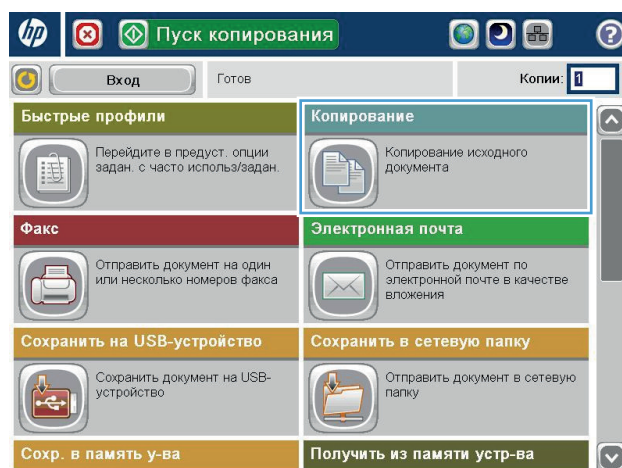 hp
Пуск копирования
?
Вход
Готов
Копии: 1
Быстрые профили
Перейдите в предуст. опции
задан. с часто использ/задан.
Копирование
Копирование исходного
документа
Факс
Отправить документ на один
или несколько номеров факса
Электронная почта
Отправить документ по
электронной почте в качестве
вложения
Сохранить на USB-устройство
Сохранить документ на USB-
устройство
Сохранить в сетевую папку
Отправить документ в сетевую
папку
Сохр. в память у-ва
Получить из памяти устр-ва